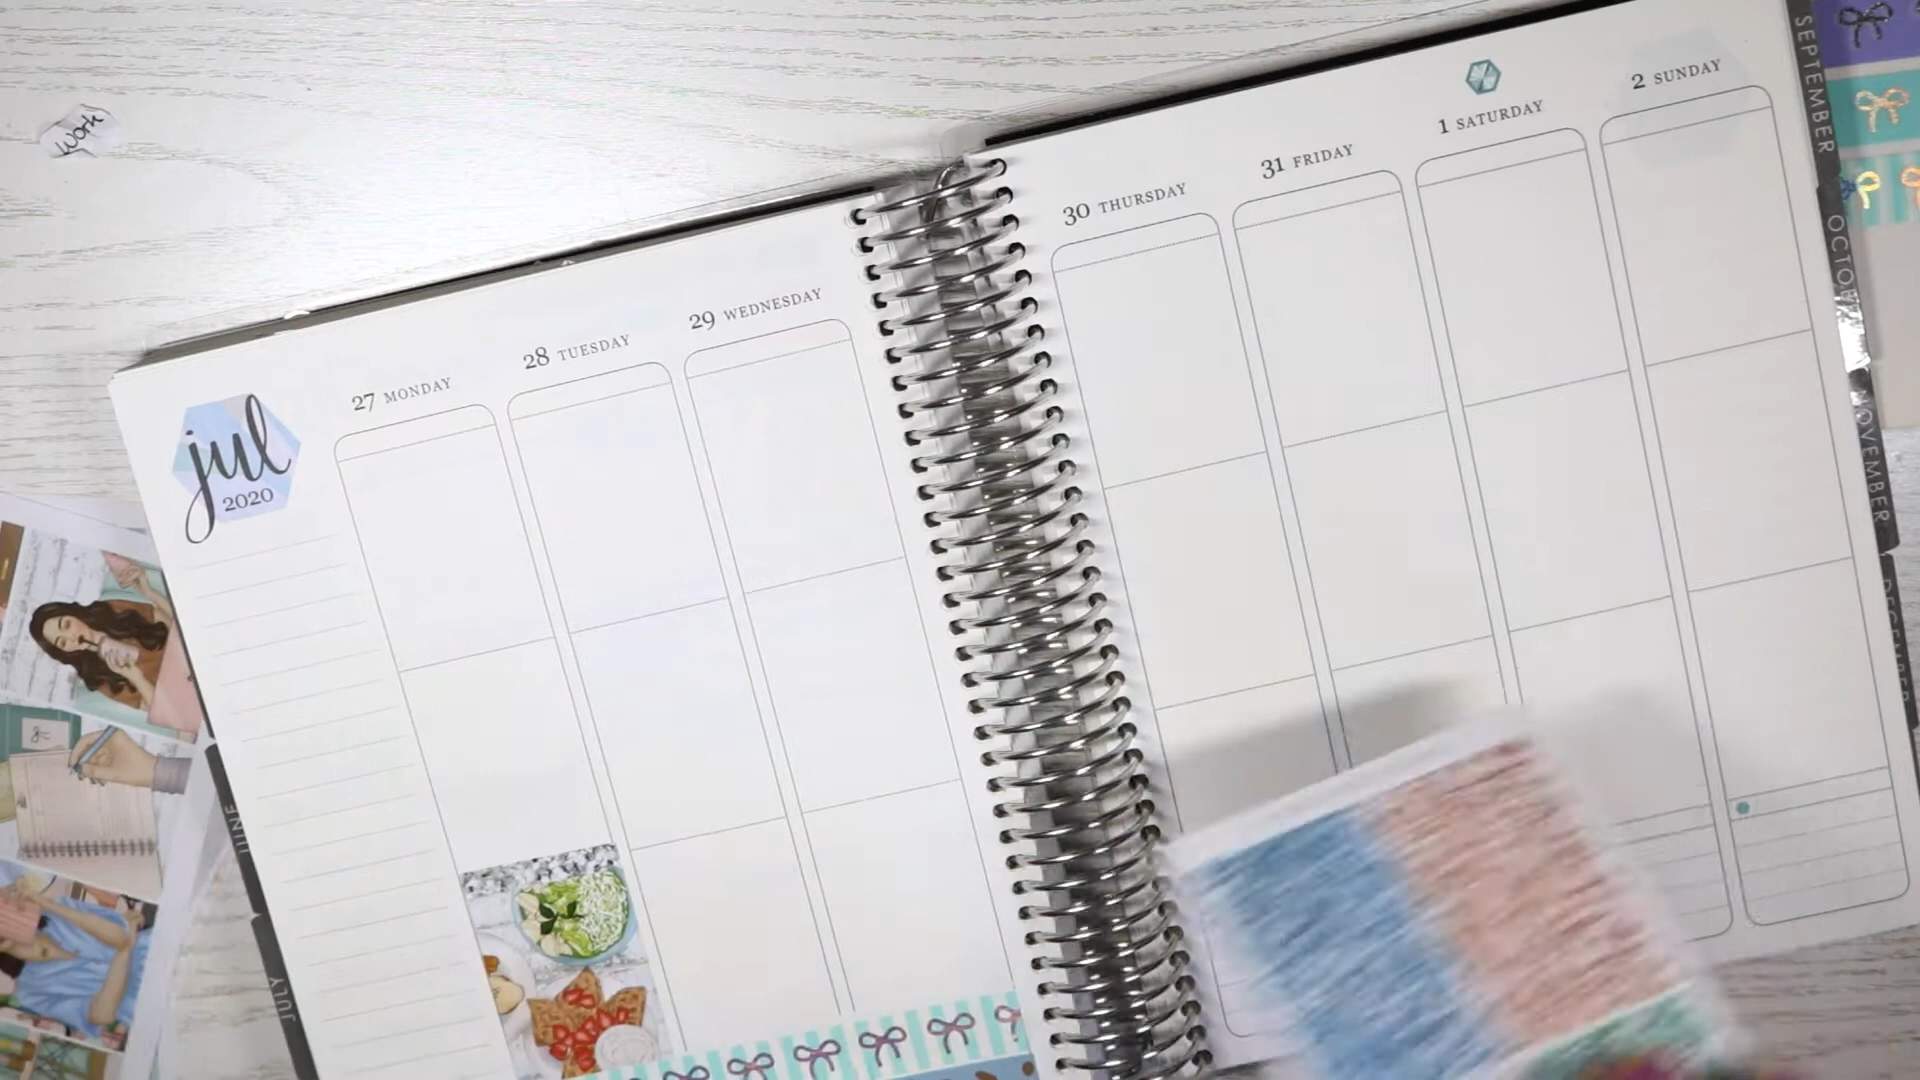 work
jul
2020
27 MONDAY
28 TUESDAY
29 WEDNESDAY
30 THURSDAY
31 FRIDAY
1 SATURDAY
2 SUNDAY
SEPTEMBER
OCTOBER
NOVEMBER
DECEMBER
JUNE
JULY